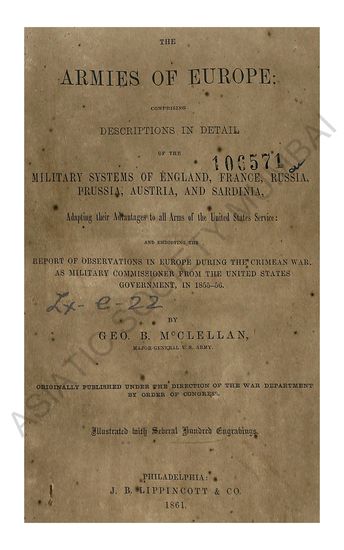 THE
ARMIES OF EUROPE:
COMPRISING
DESCRIPTIONS IN DETAIL
OF THE
106571
MILITARY SYSTEMS OF ENGLAND, FRANCE, RUSSIA,
PRUSSIA, AUSTRIA, AND SARDINIA,
Adapting their Advantages to all Arms of the United States Service:
AND EMBODYING THE
REPORT OF OBSERVATIONS IN EUROPE DURING THE CRIMEAN WAR,
AS MILITARY COMMISSIONER FROM THE UNITED STATES
GOVERNMENT, IN 1855-56.
Ix-e-22
BY
GEO. B. McCLELLAN,
MAJOR-GENERAL U.S. ARMY.
ORIGINALLY PUBLISHED UNDER THE DIRECTION OF THE WAR DEPARTMENT
BY ORDER OF CONGRESS.
Illustrated with Several Hundred Engravings.
PHILADELPHIA:
J. B. LIPPINCOTT & CO.
1861.
ASIATIC SOCIETY MUMBAI